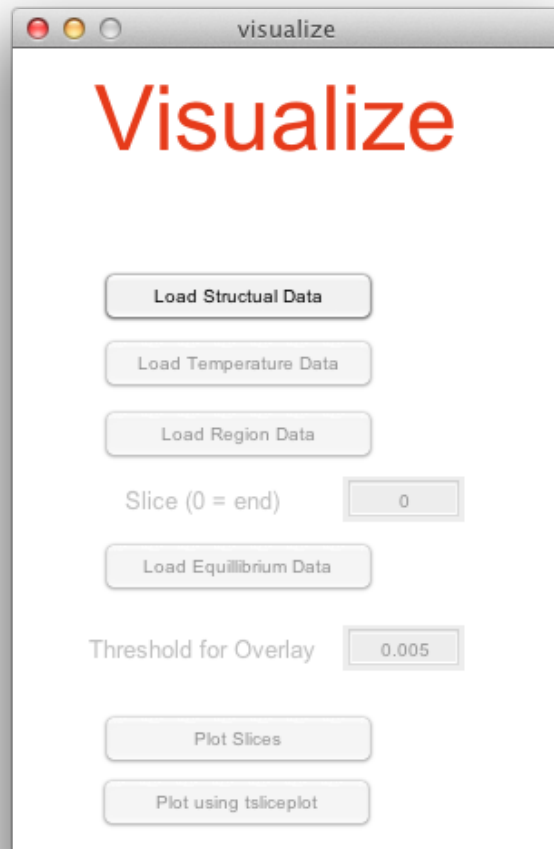 visualize
Visualize
Load Structual Data
Load Temperature Data
Load Region Data
Slice (0 = end) 0
Load Equillibrium Data
Threshold for Overlay 0.005
Plot Slices
Plot using tsliceplot